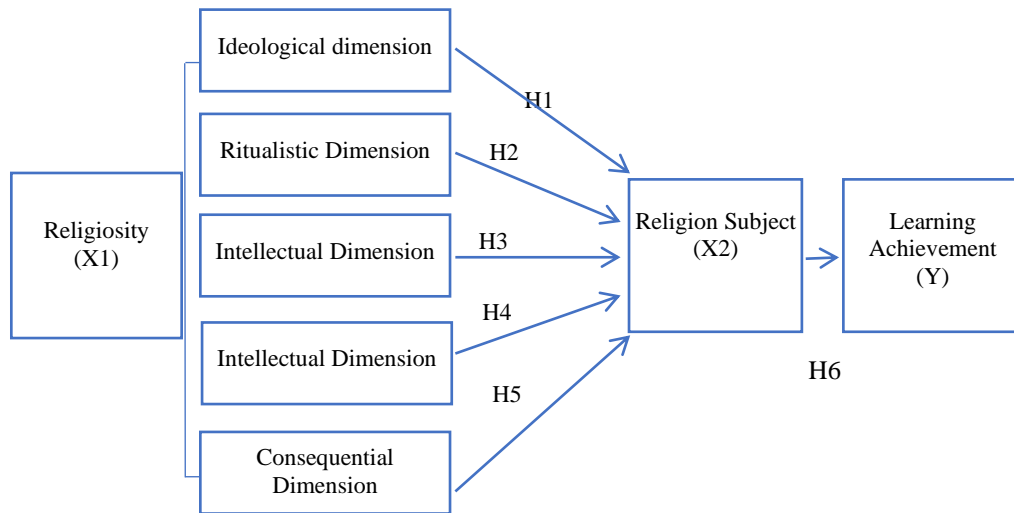 Ideological dimension
H1
Ritualistic Dimension
H2
Religiosity
(X1)
Intellectual Dimension
H3
Religion Subject
(X2)
Learning
Achievement
(Y)
Intellectual Dimension
H4
H6
H5
Consequential
Dimension